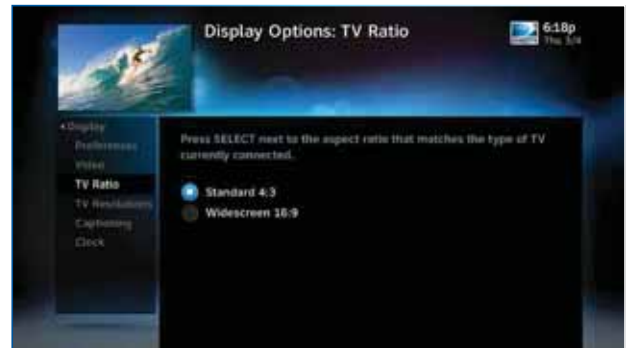 Display Options: TV Ratio
6:18p
Thu 3/4
Display
Preferences
Video
TV Ratio
TV Resolutions
Captioning
Clock
Press SELECT next to the aspect ratio that matches the type of TV
currently connected.
Standard 4:3
Widescreen 16:9